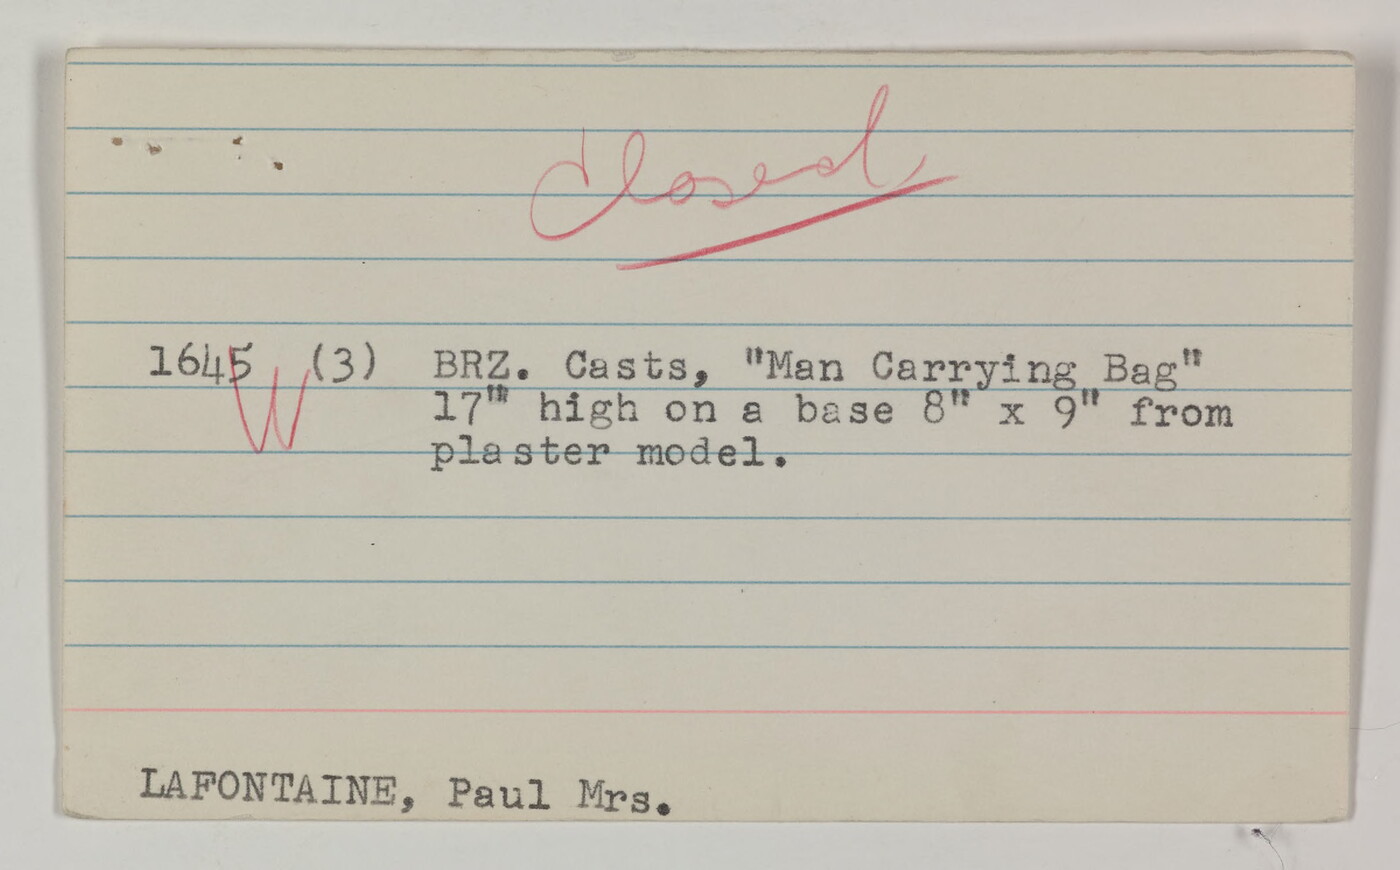 Closed
1645 (3) BRZ. Casts, "Man Carrying Bag"
W
17"" high on a base 8" x 9" from
plaster model.
LAFONTAINE, Paul Mrs.